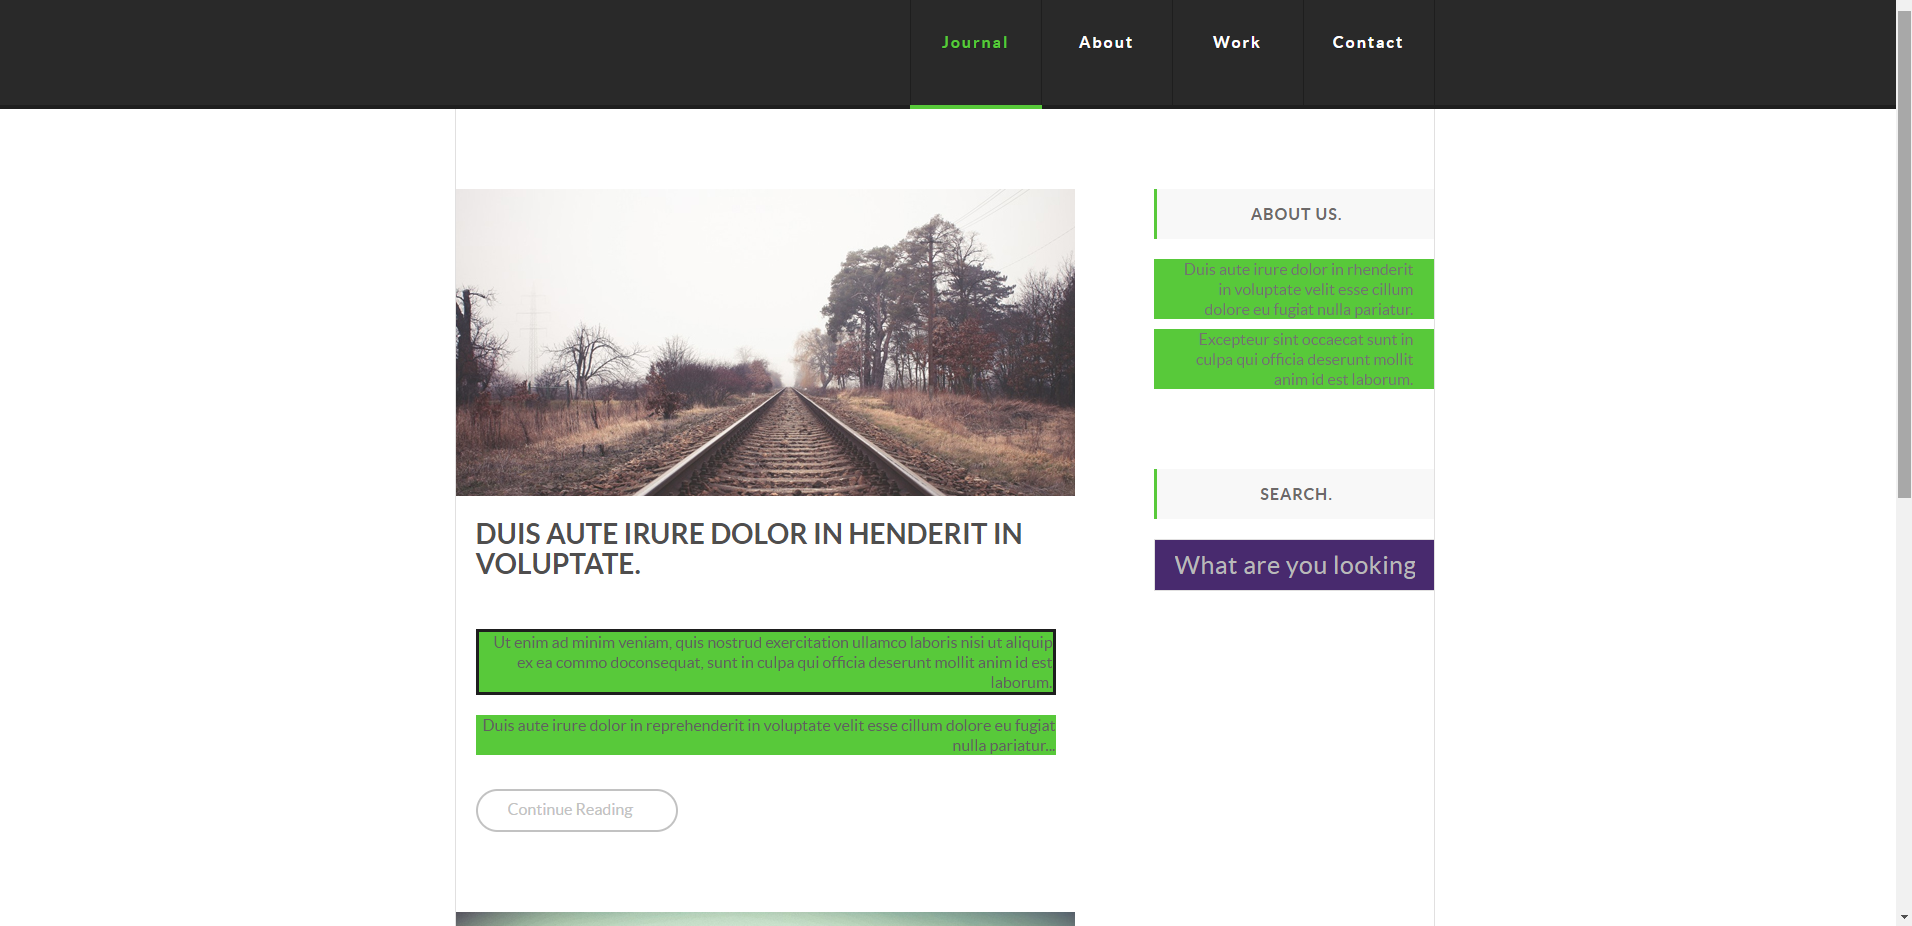 Journal
About
Work
Contact
DUIS AUTE IRURE DOLOR IN HENDERIT IN
VOLUPTATE.
Ut enim ad minim veniam, quis nostrud exercitation ullamco laboris nisi ut aliquip
ex ea commo doconsequat, sunt in culpa qui officia deserunt mollit anim id est
laborum.
Duis aute irure dolor in reprehenderit in voluptate velit esse cillum dolore eu fugiat
nulla pariatur...
Continue Reading
ABOUT US.
Duis aute irure dolor in rhenderit
in voluptate velit esse cillum
dolore eu fugiat nulla pariatur.
Excepteur sint occaecat sunt in
culpa qui officia deserunt mollit
anim id est laborum.
SEARCH.
What are you looking